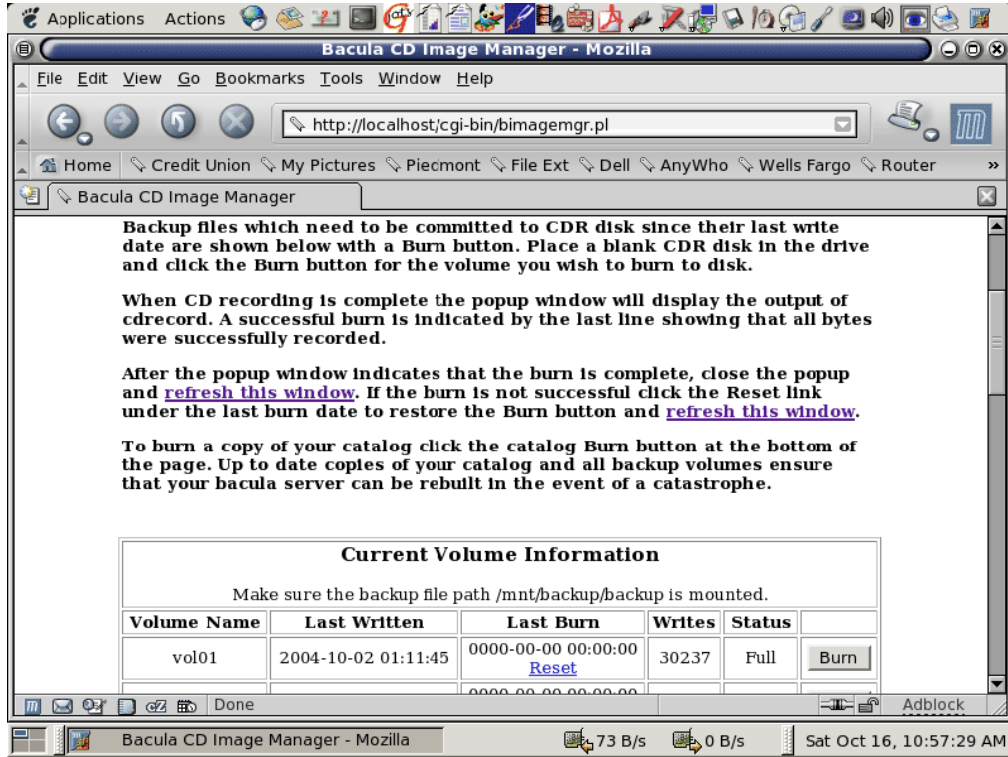 Applications Actions
Bacula CD Image Manager - Mozilla
File Edit View Go Bookmarks Tools Window Help
http://localhost/cgi-bin/bimagemgr.pl
Home Credit Union My Pictures Piedmont File Ext Dell AnyWho Wells Fargo Router »
Bacula CD Image Manager
Backup files which need to be committed to CDR disk since their last write
date are shown below with a Burn button. Place a blank CDR disk in the drive
and click the Burn button for the volume you wish to burn to disk.
When CD recording is complete the popup window will display the output of
cdrecord. A successful burn is indicated by the last line showing that all bytes
were successfully recorded.
After the popup window indicates that the burn is complete, close the popup
and refresh this window. If the burn is not successful click the Reset link
under the last burn date to restore the Burn button and refresh this window.
To burn a copy of your catalog click the catalog Burn button at the bottom of
the page. Up to date copies of your catalog and all backup volumes ensure
that your bacula server can be rebuilt in the event of a catastrophe.
Current Volume Information
Make sure the backup file path /mnt/backup/backup is mounted.
Volume Name Last Written Last Burn Writes Status
vol01 2004-10-02 01:11:45 0000-00-00 00:00:00 30237 Full Burn
Reset
Done Adblock
Bacula CD Image Manager - Mozilla 73 B/s 0 B/s Sat Oct 16, 10:57:29 AM